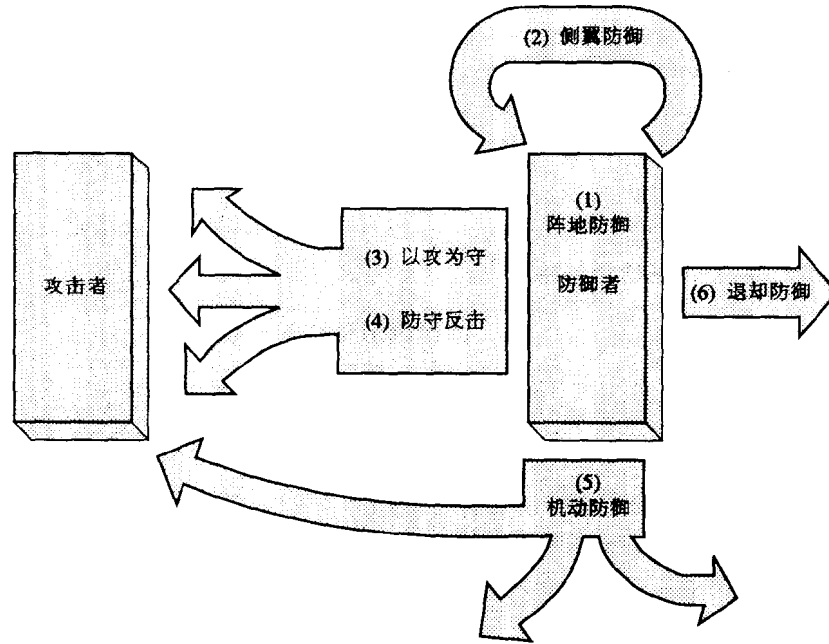 (2) 侧翼防御
(1)
阵地防御
防御者
攻击者
(3) 以攻为守
(4) 防守反击
(6) 退却防御
(5)
机动防御